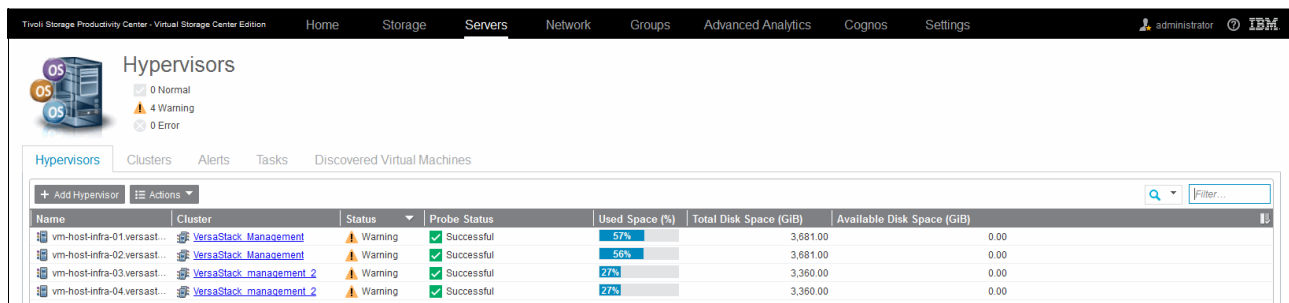 Tivoli Storage Productivity Center - Virtual Storage Center Edition Home Storage Servers Network Groups Advanced Analytics Cognos Settings administrator ? IBM.
Hypervisors
0 Normal
4 Warning
0 Error
OS
OS
OS
Hypervisors Clusters Alerts Tasks Discovered Virtual Machines
+ Add Hypervisor Actions Filter...
Name Cluster Status Probe Status Used Space (%) Total Disk Space (GiB) Available Disk Space (GiB)
vm-host-infra-01.versast... VersaStack_Management Warning Successful 57% 3,681.00 0.00
vm-host-infra-02.versast... VersaStack_Management Warning Successful 56% 3,681.00 0.00
vm-host-infra-03.versast... VersaStack_management_2 Warning Successful 27% 3,360.00 0.00
vm-host-infra-04.versast... VersaStack_management_2 Warning Successful 27% 3,360.00 0.00